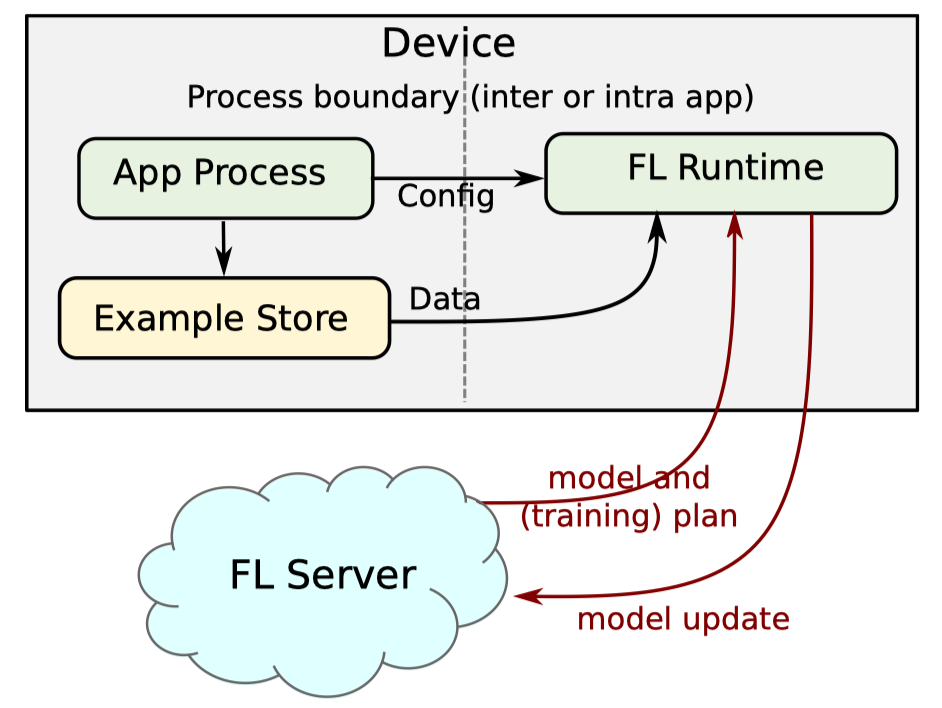 Device
Process boundary (inter or intra app)
App Process
FL Runtime
Config
Example Store
Data
model and
(training) plan
FL Server
model update